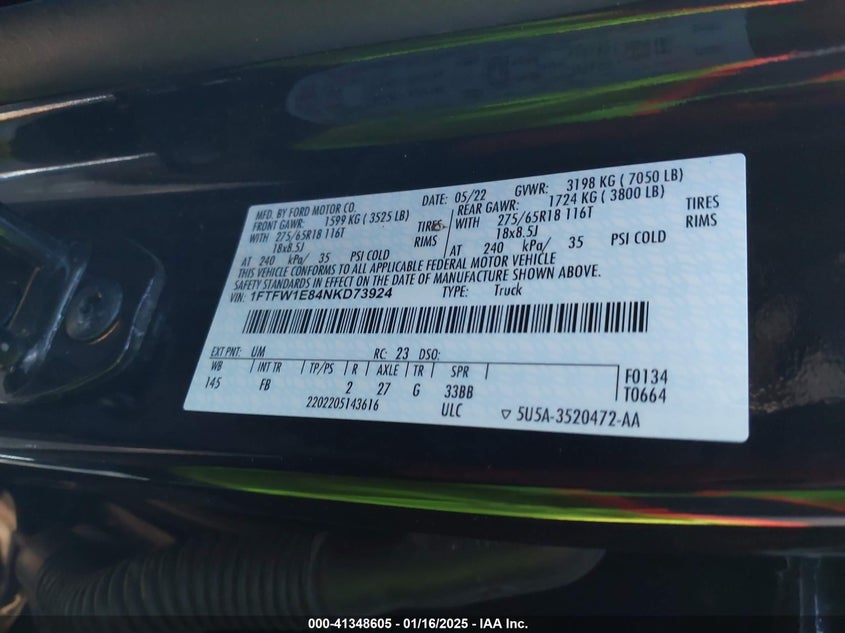 MFD. BY FORD MOTOR CO.
DATE: 05/22 GVWR: 3198 KG ( 7050 LB)
FRONT GAWR: 1599 KG ( 3525 LB)
REAR GAWR: 1724 KG ( 3800 LB)
WITH 275/65R18 116T TIRES
WITH 275/65R18 116T TIRES
18x8.5J RIMS
18x8.5J RIMS
AT 240 kPa/ 35 PSI COLD
AT 240 kPa/ 35 PSI COLD
THIS VEHICLE CONFORMS TO ALL APPLICABLE FEDERAL MOTOR VEHICLE
SAFETY STANDARDS IN EFFECT ON THE DATE OF MANUFACTURE SHOWN ABOVE.
VIN: 1FTFW1E84NKD73924 TYPE: Truck
EXT PNT: UM RC: 23 DSO:
WB INT TR TP/PS R AXLE TR SPR
145 FB 2 27 G 33BB
F0134
T0664
2202205143616 ULC ▽ 5U5A-3520472-AA
000-41348605 - 01/16/2025 - IAA Inc.